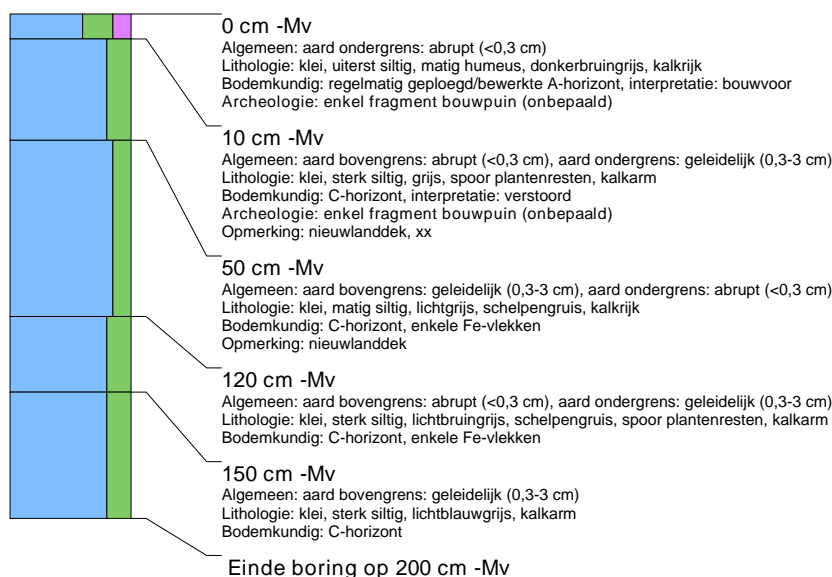 0 cm -Mv
Algemeen: aard ondergrens: abrupt (<0,3 cm)
Lithologie: klei, uiterst siltig, matig humeus, donkerbruingrijs, kalkrijk
Bodemkundig: regelmatig geploegd/bewerkte A-horizont, interpretatie: bouwvoor
Archeologie: enkel fragment bouwpuin (onbepaald)
10 cm -Mv
Algemeen: aard bovengrens: abrupt (<0,3 cm), aard ondergrens: geleidelijk (0,3-3 cm)
Lithologie: klei, sterk siltig, grijs, spoor plantenresten, kalkarm
Bodemkundig: C-horizont, interpretatie: verstoord
Archeologie: enkel fragment bouwpuin (onbepaald)
Opmerking: nieuwlanddek, xx
50 cm -Mv
Algemeen: aard bovengrens: geleidelijk (0,3-3 cm), aard ondergrens: abrupt (<0,3 cm)
Lithologie: klei, matig siltig, lichtgrijs, schelpengruis, kalkrijk
Bodemkundig: C-horizont, enkele Fe-vlekken
Opmerking: nieuwlanddek
120 cm -Mv
Algemeen: aard bovengrens: abrupt (<0,3 cm), aard ondergrens: geleidelijk (0,3-3 cm)
Lithologie: klei, sterk siltig, lichtbruingrijs, schelpengruis, spoor plantenresten, kalkarm
Bodemkundig: C-horizont, enkele Fe-vlekken
150 cm -Mv
Algemeen: aard bovengrens: geleidelijk (0,3-3 cm)
Lithologie: klei, sterk siltig, lichtblauwgrijs, kalkarm
Bodemkundig: C-horizont
Einde boring op 200 cm -Mv